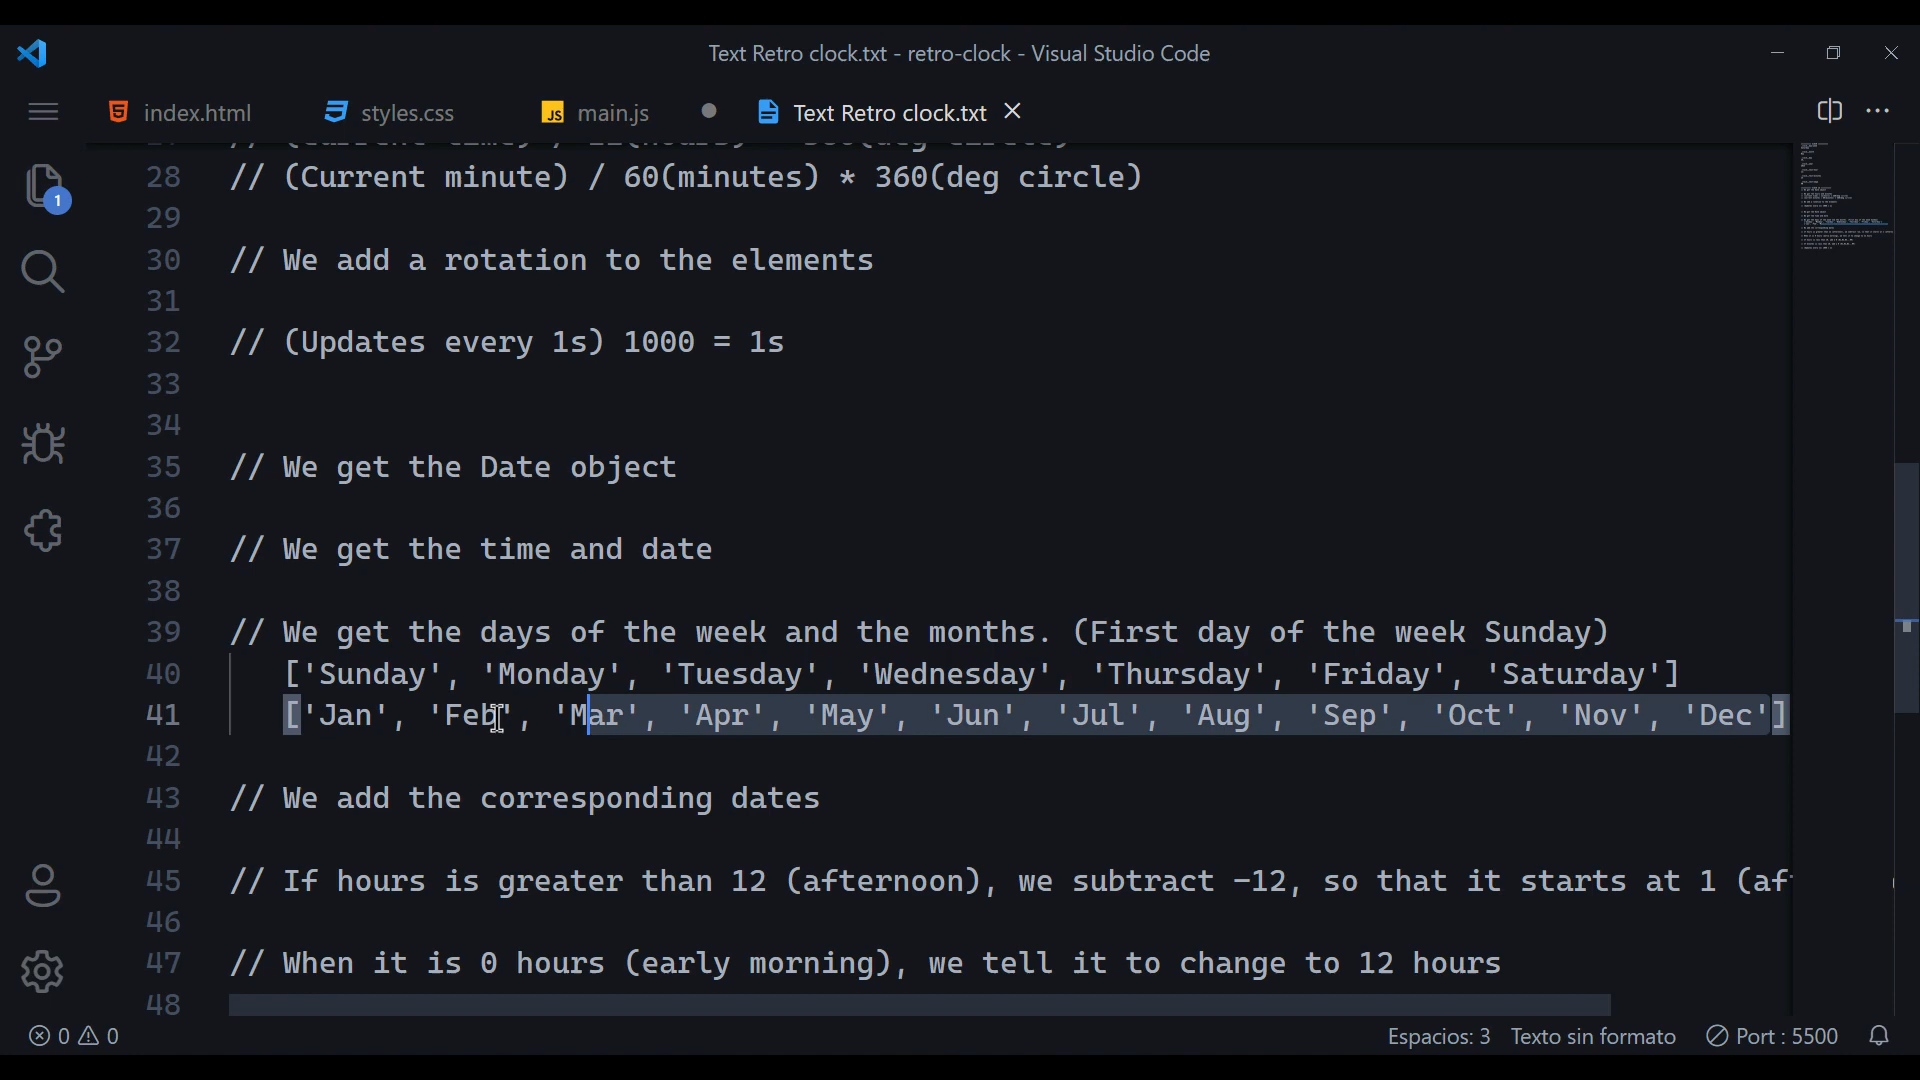 Text Retro clock.txt - retro-clock - Visual Studio Code
index.html
styles.css
JS main.js
Text Retro clock.txt
28 // (Current minute) / 60(minutes) * 360(deg circle)
29
30 // We add a rotation to the elements
31
32 // (Updates every 1s) 1000 = 1s
33
34
35 // We get the Date object
36
37 // We get the time and date
38
39 // We get the days of the week and the months. (First day of the week Sunday)
40 ['Sunday', 'Monday', 'Tuesday', 'Wednesday', 'Thursday', 'Friday', 'Saturday']
41 ['Jan', 'Feb', 'Mar', 'Apr', 'May', 'Jun', 'Jul', 'Aug', 'Sep', 'Oct', 'Nov', 'Dec']
42
43 // We add the corresponding dates
44
45 // If hours is greater than 12 (afternoon), we subtract -12, so that it starts at 1 (af
46
47 // When it is 0 hours (early morning), we tell it to change to 12 hours
48
1
0 0
Espacios: 3
Texto sin formato
Port : 5500